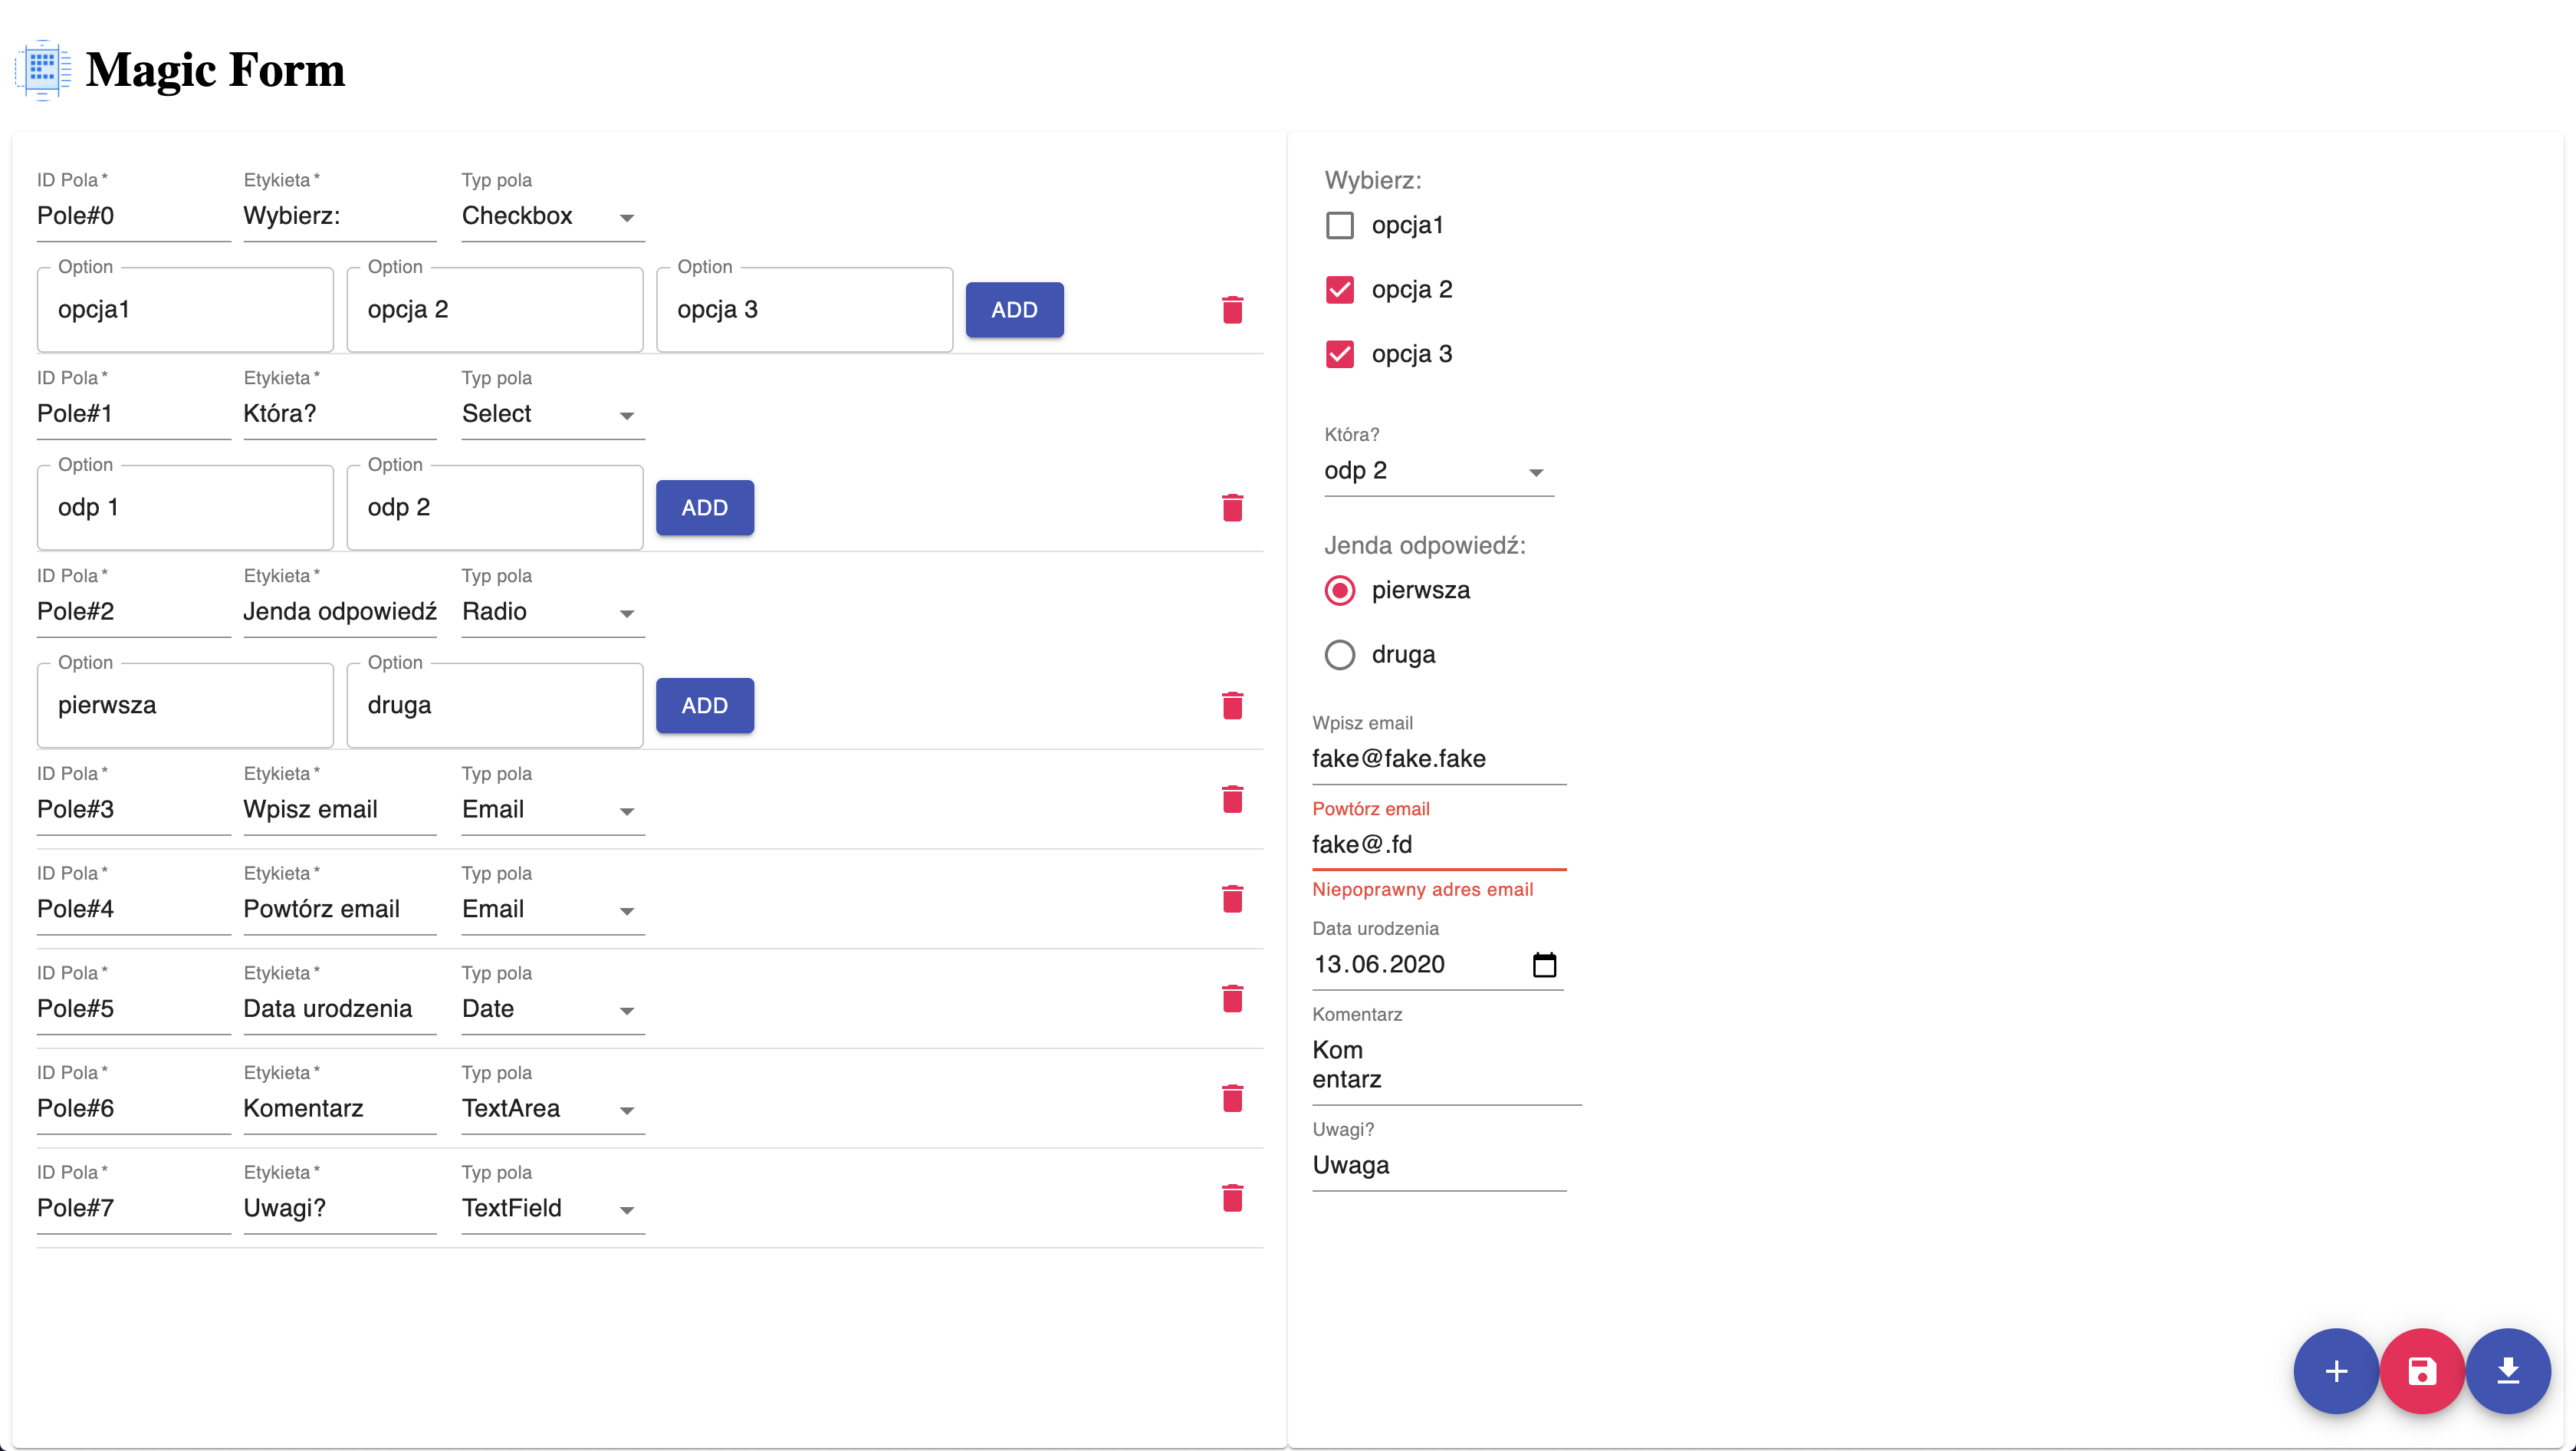 Magic Form
ID Pola *
Etykieta *
Typ pola
Pole#0
Wybierz:
Checkbox
Option
Option
Option
opcja1
opcja 2
opcja 3
ADD
ID Pola *
Etykieta *
Typ pola
Pole#1
Która?
Select
Option
Option
odp 1
odp 2
ADD
ID Pola *
Etykieta *
Typ pola
Pole#2
Jenda odpowiedź
Radio
Option
Option
pierwsza
druga
ADD
ID Pola *
Etykieta *
Typ pola
Pole#3
Wpisz email
Email
ID Pola *
Etykieta *
Typ pola
Pole#4
Powtórz email
Email
ID Pola *
Etykieta *
Typ pola
Pole#5
Data urodzenia
Date
ID Pola *
Etykieta *
Typ pola
Pole#6
Komentarz
TextArea
ID Pola *
Etykieta *
Typ pola
Pole#7
Uwagi?
TextField
Wybierz:
opcja1
opcja 2
opcja 3
Która?
odp 2
Jenda odpowiedź:
pierwsza
druga
Wpisz email
fake@fake.fake
Powtórz email
fake@.fd
Niepoprawny adres email
Data urodzenia
13.06.2020
Komentarz
Kom
entarz
Uwagi?
Uwaga